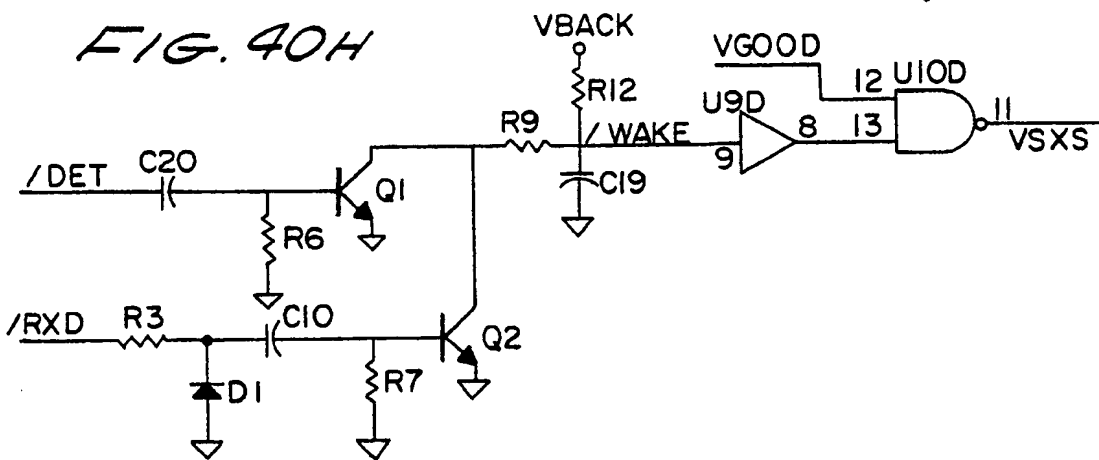 FIG. 40H
VBACK
VGOOD
R12
12
U10D
U9D
11
R9
/WAKE
8
13
VSXS
9
/DET
C20
Q1
C19
R6
/RXD
R3
C10
Q2
D1
R7